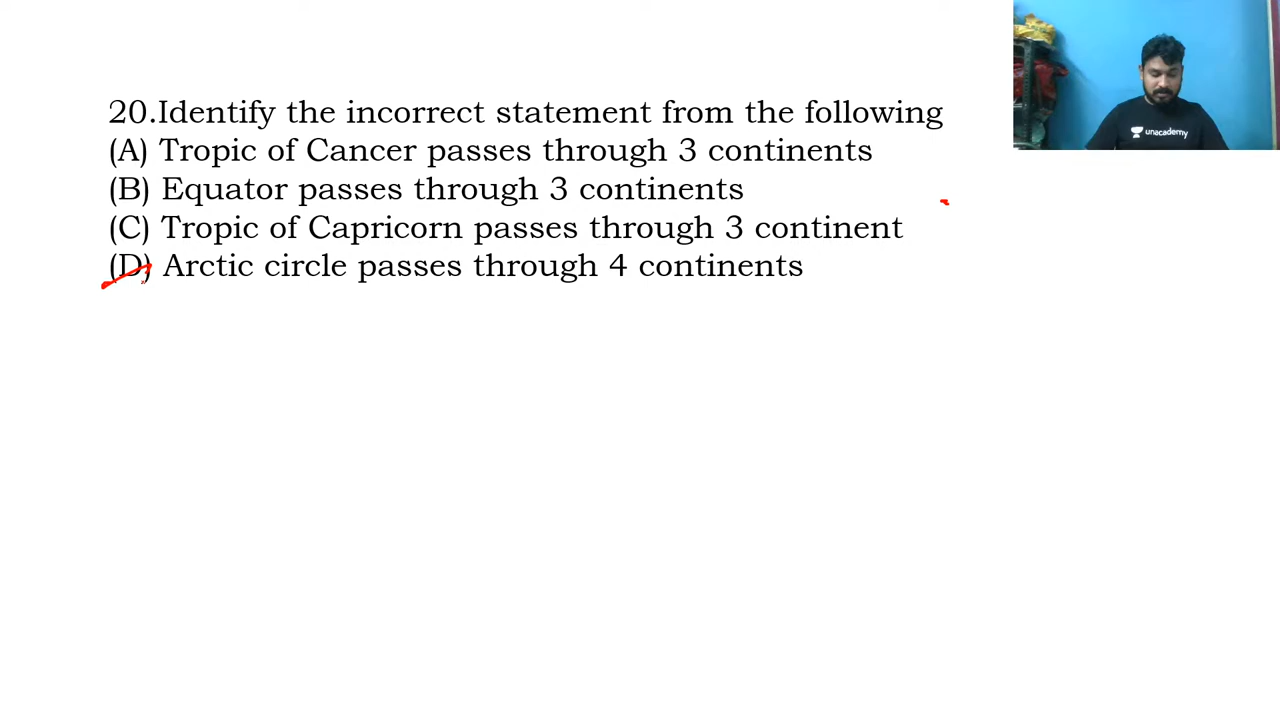 20.Identify the incorrect statement from the following
(A) Tropic of Cancer passes through 3 continents
(B) Equator passes through 3 continents
(C) Tropic of Capricorn passes through 3 continent
(D) Arctic circle passes through 4 continents
unacademy